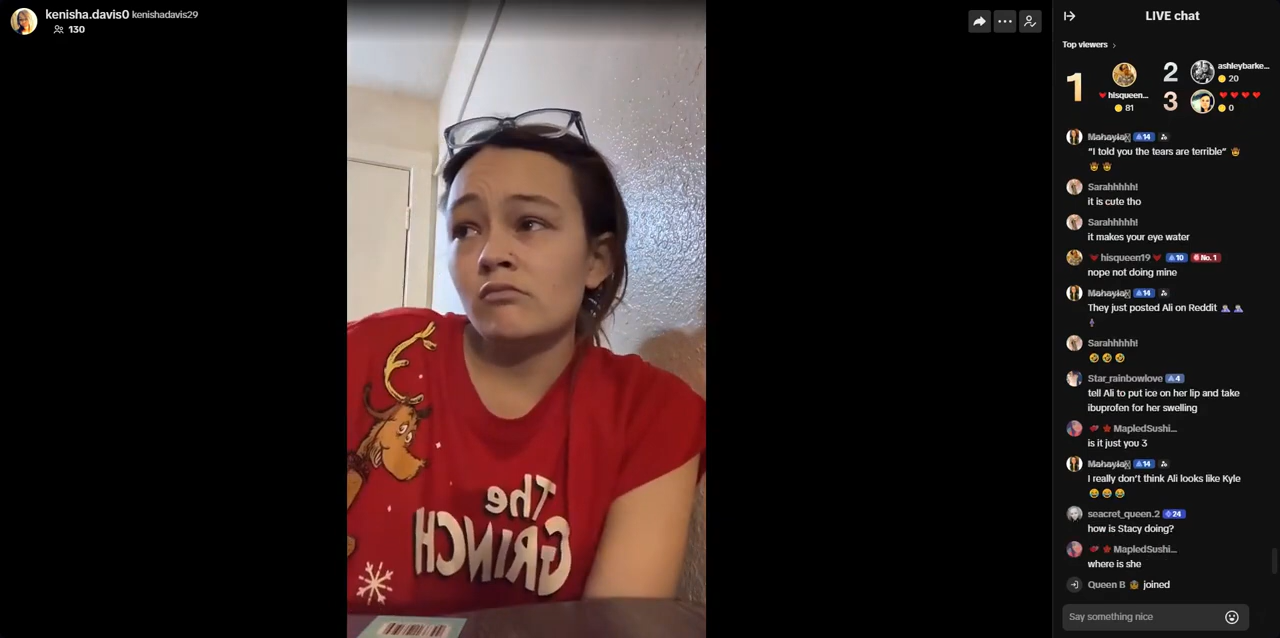 kenisha.davis0 kenishadavis29
130
LIVE chat
Top viewers
1
hisqueen...
81
2
ashleybarke...
20
3
0
Mahayla 14
"I told you the tears are terrible"
Sarahhhhh!
it is cute tho
Sarahhhhh!
it makes your eye water
hisqueen19 10 No. 1
nope not doing mine
Mahayla 14
They just posted Ali on Reddit
Sarahhhhh!
Star_rainbowlove 4
tell Ali to put ice on her lip and take
ibuprofen for her swelling
MapledSushi...
is it just you 3
Mahayla 14
I really don't think Ali looks like Kyle
seacret_queen.2 24
how is Stacy doing?
MapledSushi...
where is she
Queen B joined
Say something nice
The
GRINCH